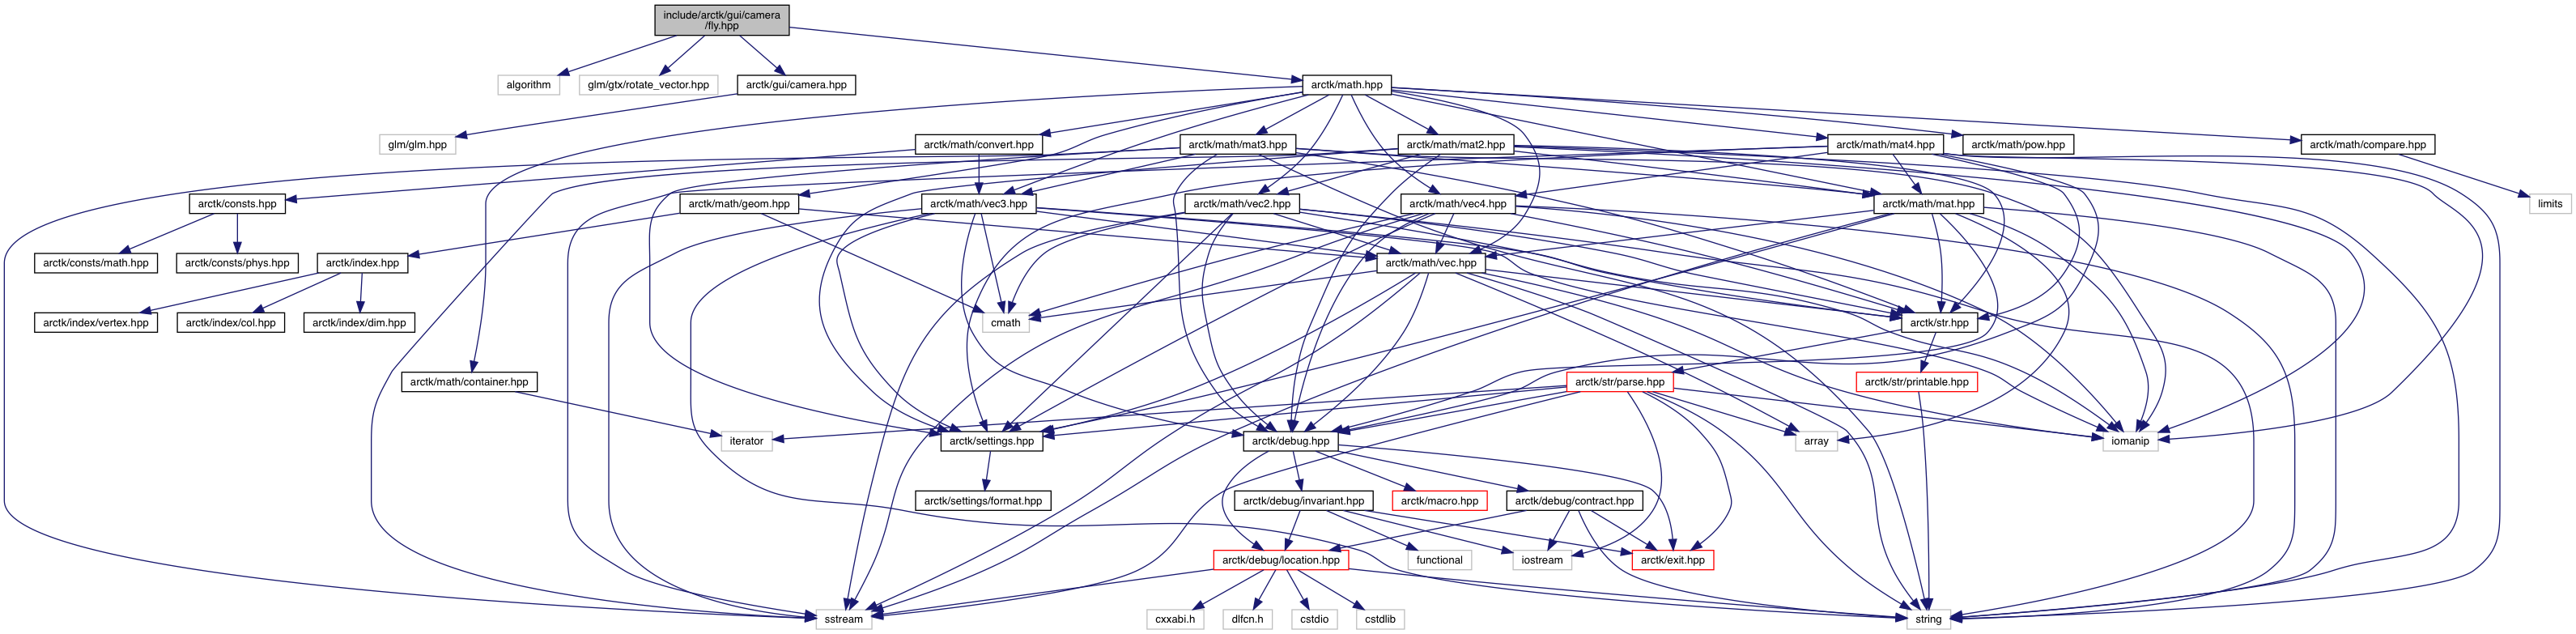 include/arctk/gui/camera
/fly.hpp
algorithm
glm/gtx/rotate_vector.hpp
arctk/gui/camera.hpp
arctk/math.hpp
glm/glm.hpp
arctk/math/convert.hpp
arctk/math/mat3.hpp
arctk/math/mat2.hpp
arctk/math/mat4.hpp
arctk/math/pow.hpp
arctk/math/compare.hpp
arctk/consts.hpp
arctk/math/geom.hpp
arctk/math/vec3.hpp
arctk/math/vec2.hpp
arctk/math/vec4.hpp
arctk/math/mat.hpp
limits
arctk/consts/math.hpp
arctk/consts/phys.hpp
arctk/index.hpp
arctk/math/vec.hpp
arctk/index/vertex.hpp
arctk/index/col.hpp
arctk/index/dim.hpp
cmath
arctk/str.hpp
arctk/math/container.hpp
arctk/str/parse.hpp
arctk/str/printable.hpp
iterator
arctk/settings.hpp
arctk/debug.hpp
array
iomanip
arctk/settings/format.hpp
arctk/debug/invariant.hpp
arctk/macro.hpp
arctk/debug/contract.hpp
arctk/debug/location.hpp
functional
iostream
arctk/exit.hpp
sstream
cxxabi.h
dlfcn.h
cstdio
cstdlib
string